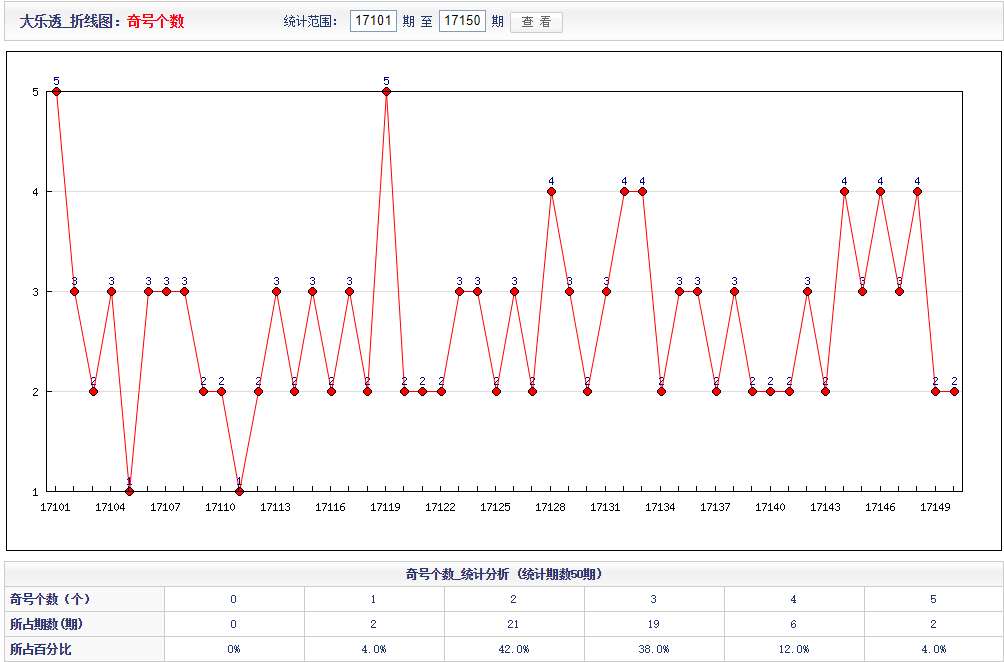 大乐透_折线图：奇号个数 统计范围： 17101 期 至 17150 期 查 看
5 5
5
4 4 4 4 4 4
4
3 3 3 3 3 3 3 3 3 3 3 3 3 3 3 3 3 3 3
3
2 2 2 2 2 2 2 2 2 2 2 2 2 2 2 2 2 2 2 2 2
2
1 1
1
17101 17104 17107 17110 17113 17116 17119 17122 17125 17128 17131 17134 17137 17140 17143 17146 17149
奇号个数_统计分析（统计期数50期）
奇号个数（个） 0 1 2 3 4 5
所占期数(期) 0 2 21 19 6 2
所占百分比 0% 4.0% 42.0% 38.0% 12.0% 4.0%